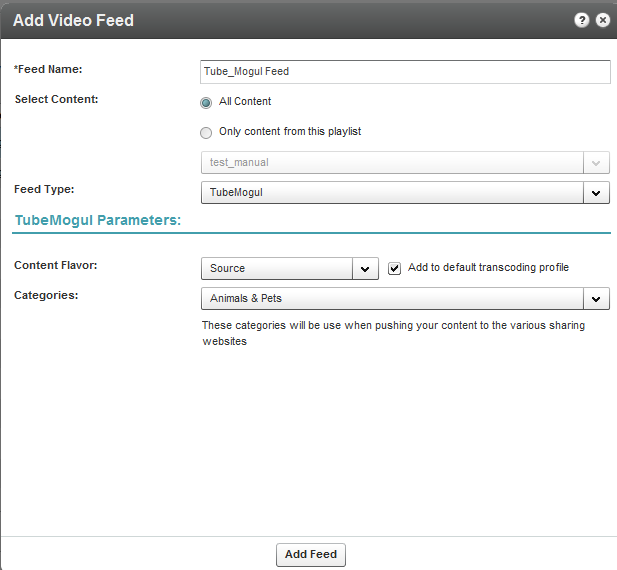 Add Video Feed
?
*Feed Name:
Tube_Mogul Feed
Select Content:
All Content
Only content from this playlist
test_manual
Feed Type:
TubeMogul
TubeMogul Parameters:
Content Flavor:
Source
Add to default transcoding profile
Categories:
Animals & Pets
These categories will be use when pushing your content to the various sharing
websites
Add Feed